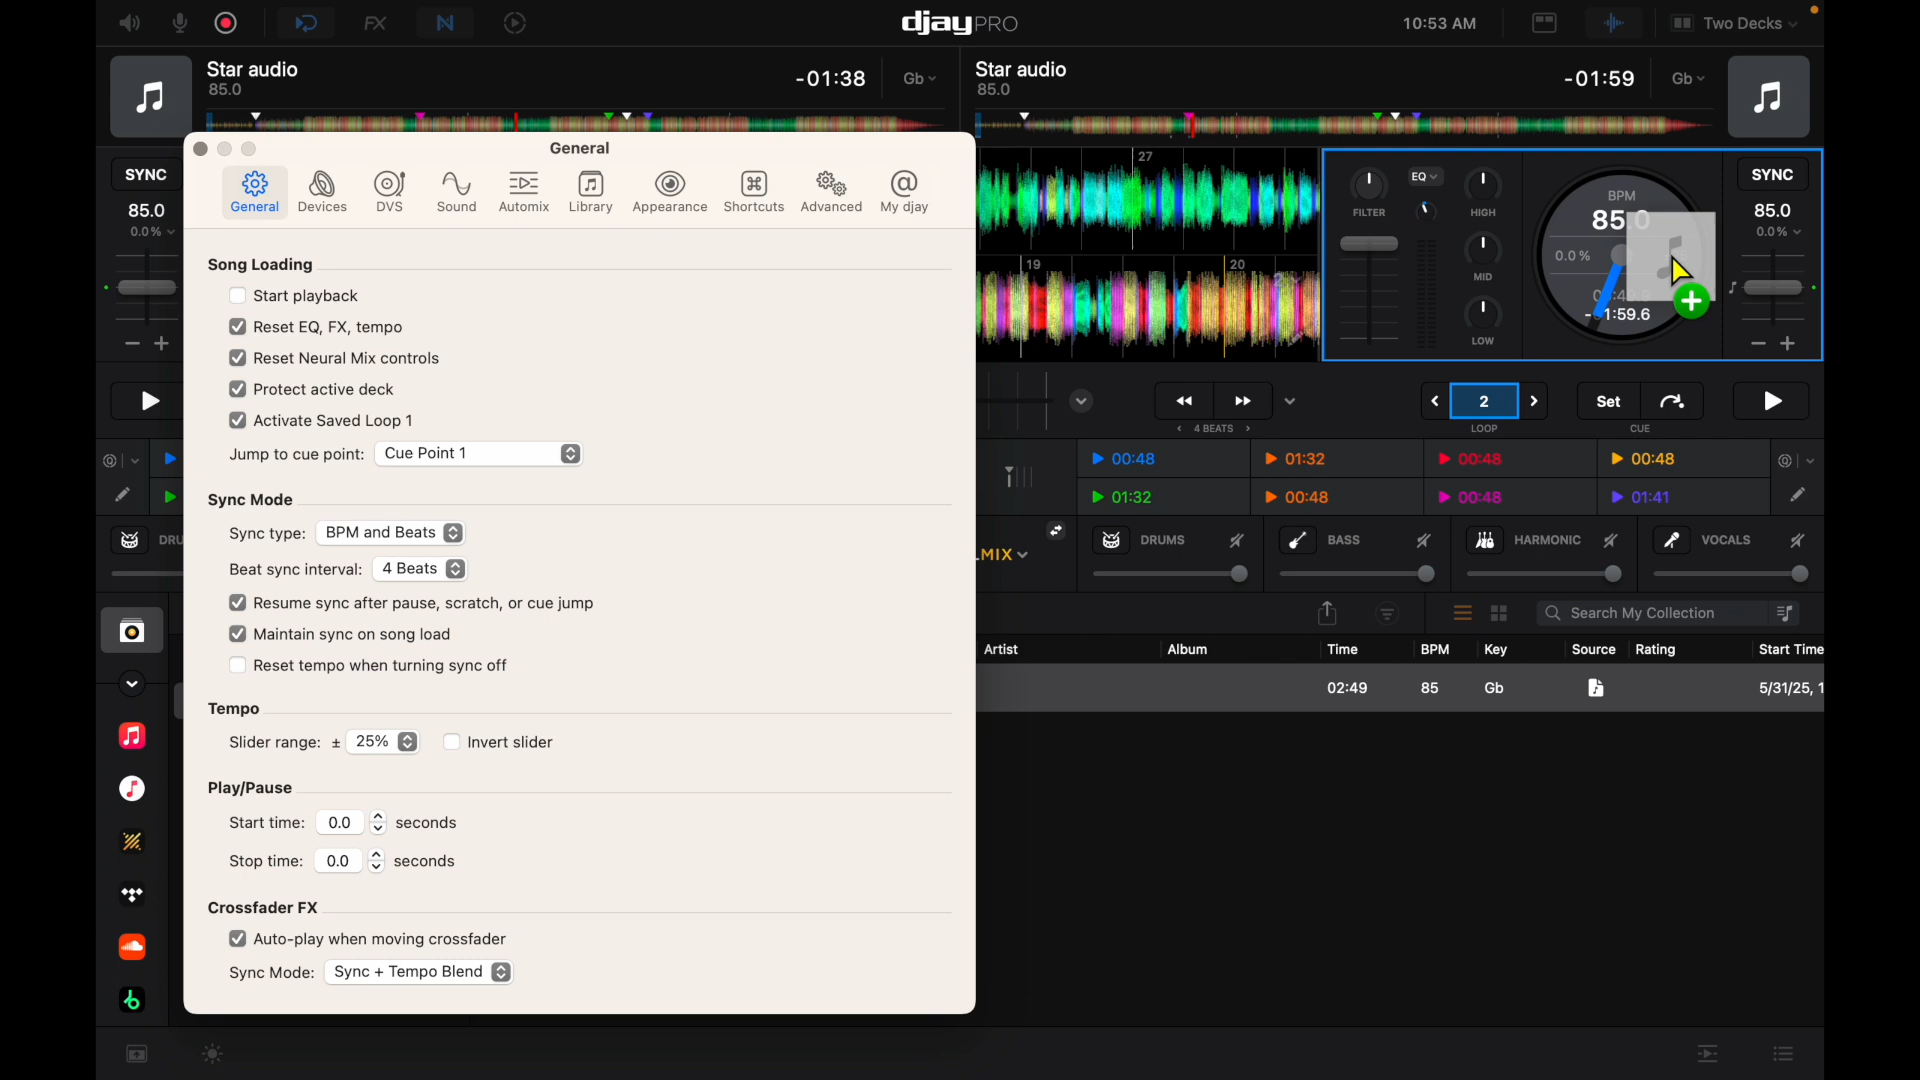 djay PRO
10:53 AM
Two Decks
FX
Star audio
85.0
-01:38
Gb
Star audio
85.0
-01:59
Gb
General
General
Devices
DVS
Sound
Automix
Library
Appearance
Shortcuts
Advanced
My djay
SYNC
85.0
0.0%
Song Loading
Start playback
Reset EQ, FX, tempo
Reset Neural Mix controls
Protect active deck
Activate Saved Loop 1
Jump to cue point: Cue Point 1
Sync Mode
Sync type: BPM and Beats
Beat sync interval: 4 Beats
Resume sync after pause, scratch, or cue jump
Maintain sync on song load
Reset tempo when turning sync off
Tempo
Slider range: ± 25% Invert slider
Play/Pause
Start time: 0.0 seconds
Stop time: 0.0 seconds
Crossfader FX
Auto-play when moving crossfader
Sync Mode: Sync + Tempo Blend
DRU
27
19
20
FILTER
EQ
HIGH
MID
LOW
BPM
85.0
0.0%
1:59.6
SYNC
85.0
0.0%
4 BEATS
2
LOOP
Set
CUE
00:48
01:32
00:48
00:48
01:32
00:48
00:48
01:41
MIX
DRUMS
BASS
HARMONIC
VOCALS
Search My Collection
Artist
Album
Time
BPM
Key
Source
Rating
Start Time
02:49
85
Gb
5/31/25, 1